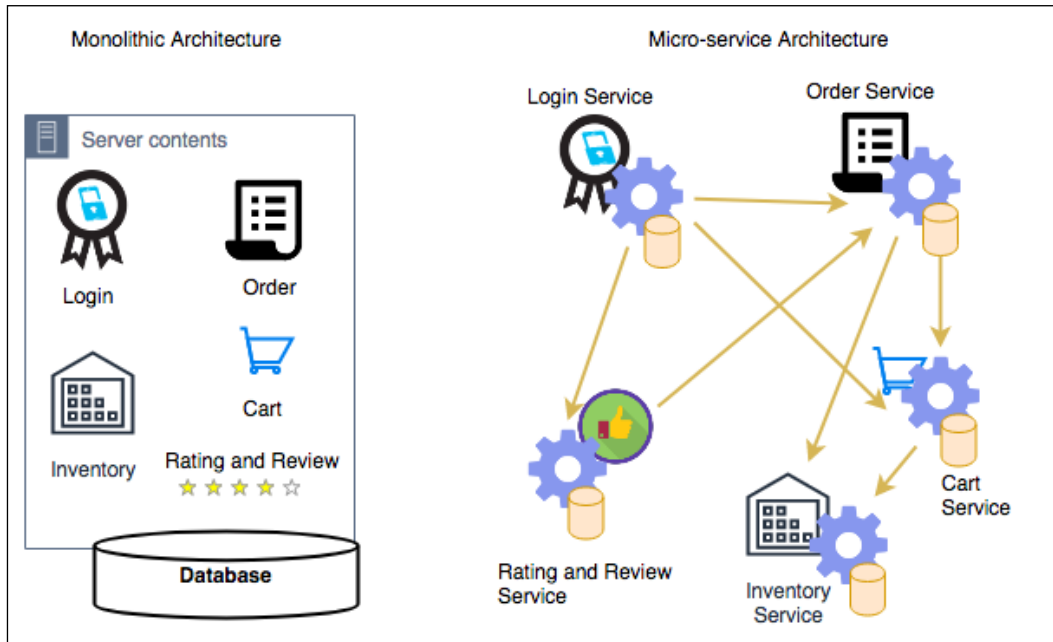 Monolithic Architecture
Server contents
Login
Order
Inventory
Cart
Rating and Review
Database
Micro-service Architecture
Login Service
Order Service
Cart
Service
Rating and Review
Service
Inventory
Service